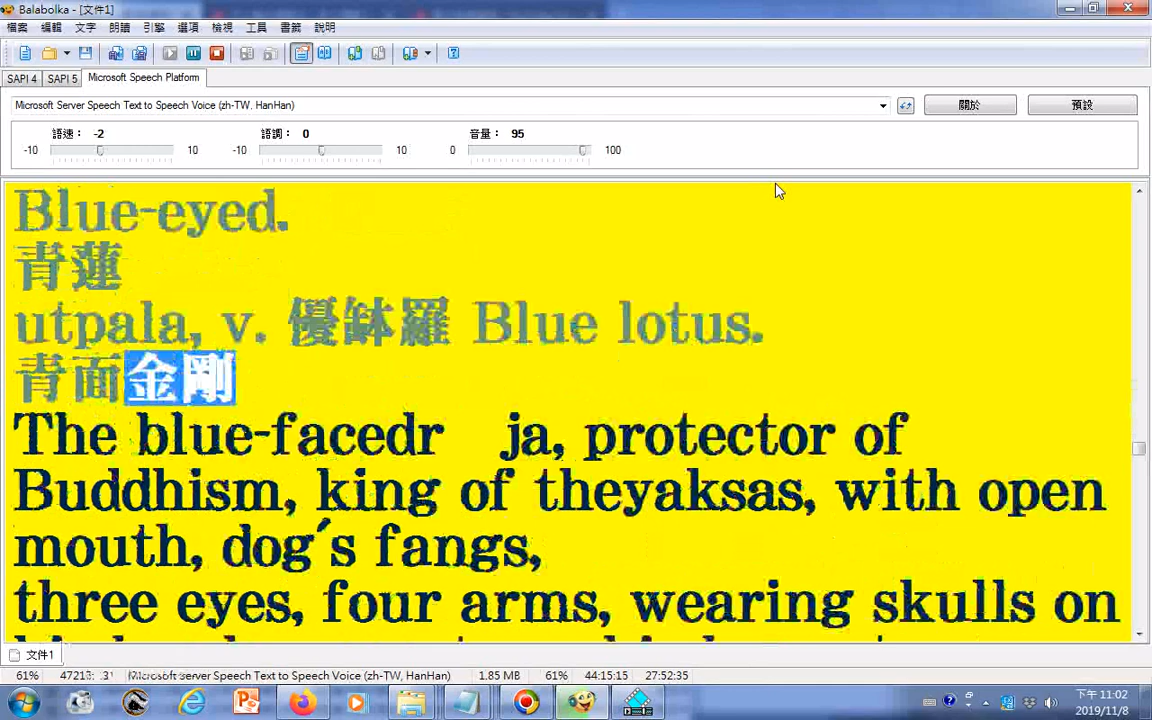 Balabolka - [文件1]
檔案 編輯 文字 朗讀 引擎 選項 檢視 工具 書籤 說明
SAPI 4 SAPI 5 Microsoft Speech Platform
Microsoft Server Speech Text to Speech Voice (zh-TW, HanHan) 關於 預設
語速： -2 語調： 0 音量： 95
-10 10 -10 10 0 100
Blue-eyed.
青蓮
utpala, v. 優鉢羅 Blue lotus.
青面金剛
The blue-facedr ja, protector of
Buddhism, king of theyaksas, with open
mouth, dog´s fangs,
three eyes, four arms, wearing skulls on
文件1
61% Microsoft Server Speech Text to Speech Voice (zh-TW, HanHan) 1.85 MB 61% 44:15:15 27:52:35
下午 11:02
2019/11/8